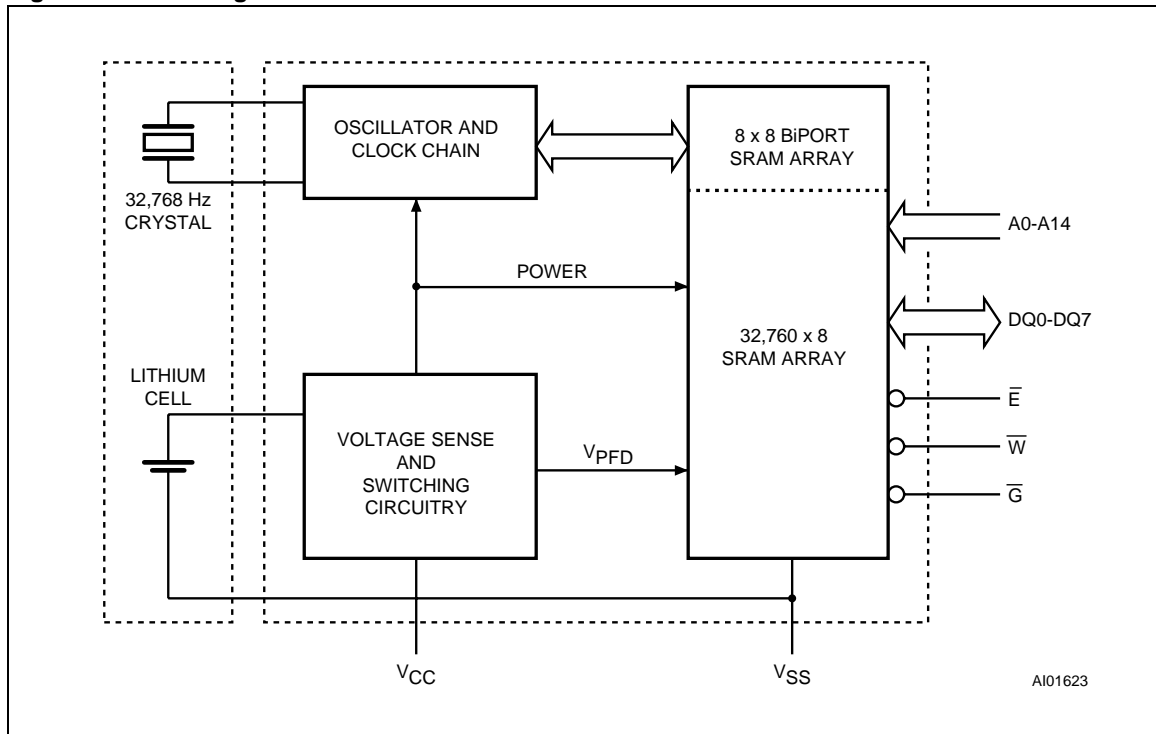 OSCILLATOR AND
CLOCK CHAIN
8 x 8 BiPORT
SRAM ARRAY
32,768 Hz
CRYSTAL
A0-A14
POWER
DQ0-DQ7
32,760 x 8
SRAM ARRAY
LITHIUM
CELL
E̅
VOLTAGE SENSE
AND
SWITCHING
CIRCUITRY
VPFD
W̅
G̅
VCC
VSS
AI01623